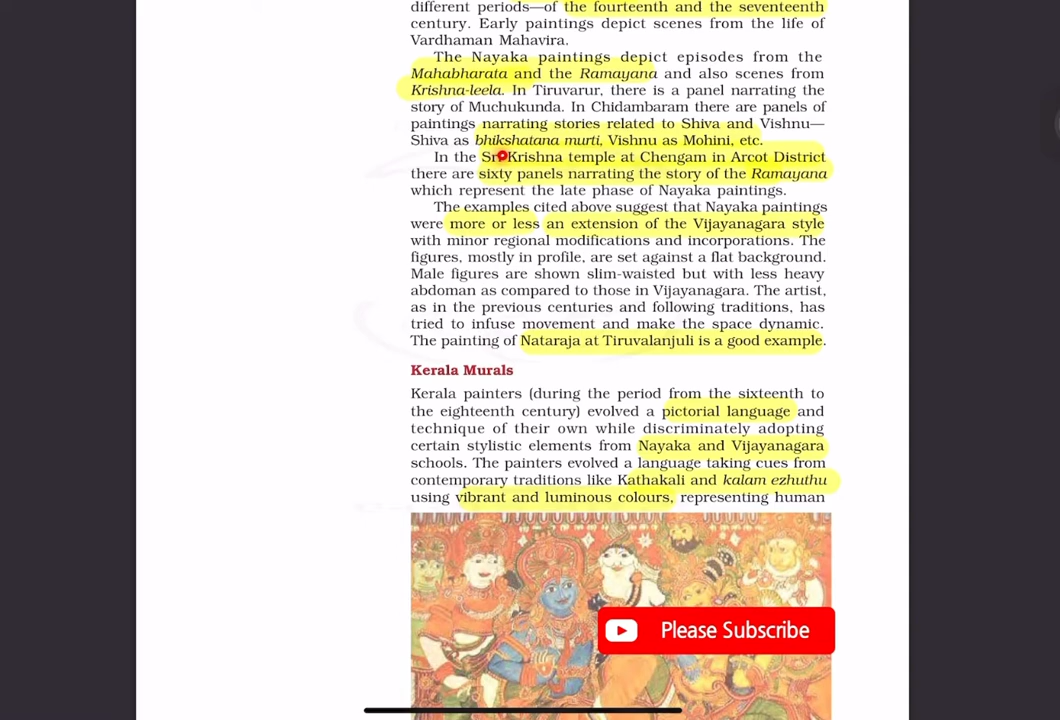 different periods—of the fourteenth and the seventeenth
century. Early paintings depict scenes from the life of
Vardhaman Mahavira.
The Nayaka paintings depict episodes from the
Mahabharata and the Ramayana and also scenes from
Krishna-leela. In Tiruvarur, there is a panel narrating the
story of Muchukunda. In Chidambaram there are panels of
paintings narrating stories related to Shiva and Vishnu—
Shiva as bhikshatana murti, Vishnu as Mohini, etc.
In the Sri Krishna temple at Chengam in Arcot District
there are sixty panels narrating the story of the Ramayana
which represent the late phase of Nayaka paintings.
The examples cited above suggest that Nayaka paintings
were more or less an extension of the Vijayanagara style
with minor regional modifications and incorporations. The
figures, mostly in profile, are set against a flat background.
Male figures are shown slim-waisted but with less heavy
abdoman as compared to those in Vijayanagara. The artist,
as in the previous centuries and following traditions, has
tried to infuse movement and make the space dynamic.
The painting of Nataraja at Tiruvalanjuli is a good example.
Kerala Murals
Kerala painters (during the period from the sixteenth to
the eighteenth century) evolved a pictorial language and
technique of their own while discriminately adopting
certain stylistic elements from Nayaka and Vijayanagara
schools. The painters evolved a language taking cues from
contemporary traditions like Kathakali and kalam ezhuthu
using vibrant and luminous colours, representing human
Please Subscribe